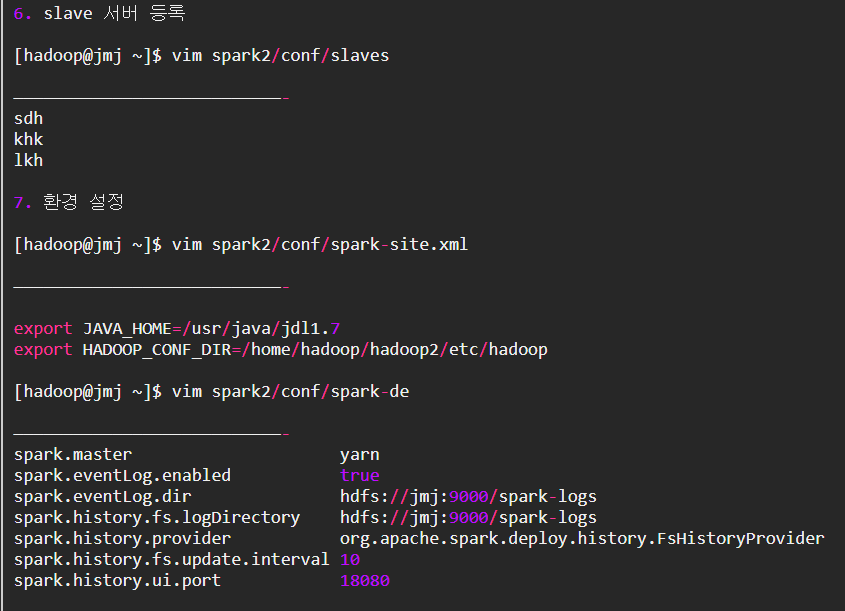 6. slave 서버 등록
[hadoop@jmj ~]$ vim spark2/conf/slaves
———————————————————————————-
sdh
khk
lkh
7. 환경 설정
[hadoop@jmj ~]$ vim spark2/conf/spark-site.xml
———————————————————————————-
export JAVA_HOME=/usr/java/jdl1.7
export HADOOP_CONF_DIR=/home/hadoop/hadoop2/etc/hadoop
[hadoop@jmj ~]$ vim spark2/conf/spark-de
———————————————————————————-
spark.master yarn
spark.eventLog.enabled true
spark.eventLog.dir hdfs://jmj:9000/spark-logs
spark.history.fs.logDirectory hdfs://jmj:9000/spark-logs
spark.history.provider org.apache.spark.deploy.history.FsHistoryProvider
spark.history.fs.update.interval 10
spark.history.ui.port 18080